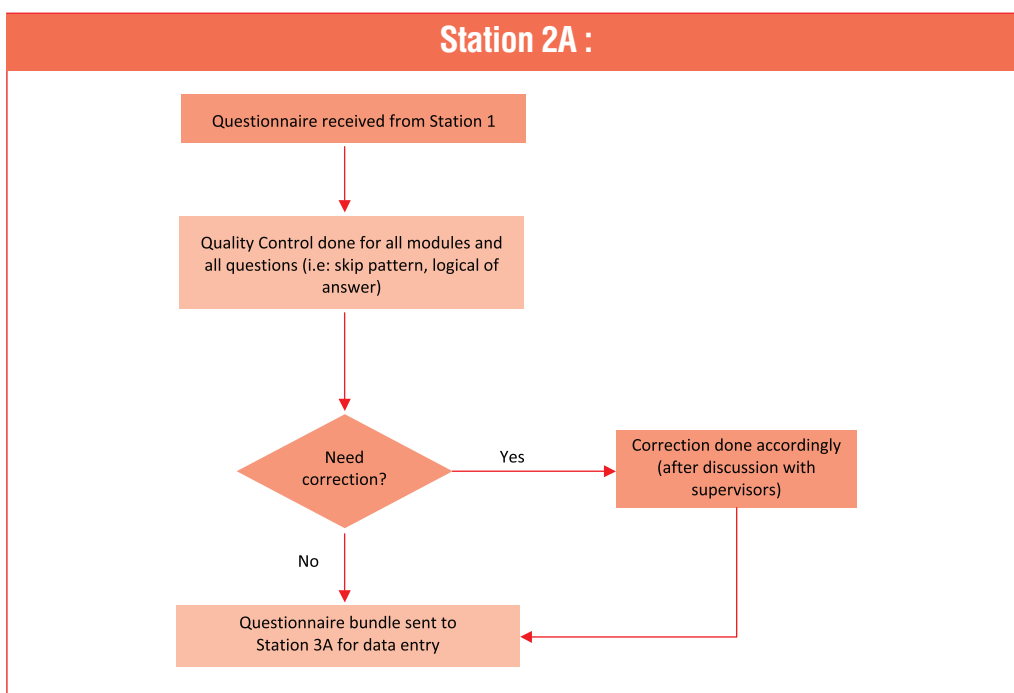 Station 2A :
Questionnaire received from Station 1
Quality Control done for all modules and
all questions (i.e: skip pattern, logical of
answer)
Need
correction?
Yes
Correction done accordingly
(after discussion with
supervisors)
No
Questionnaire bundle sent to
Station 3A for data entry